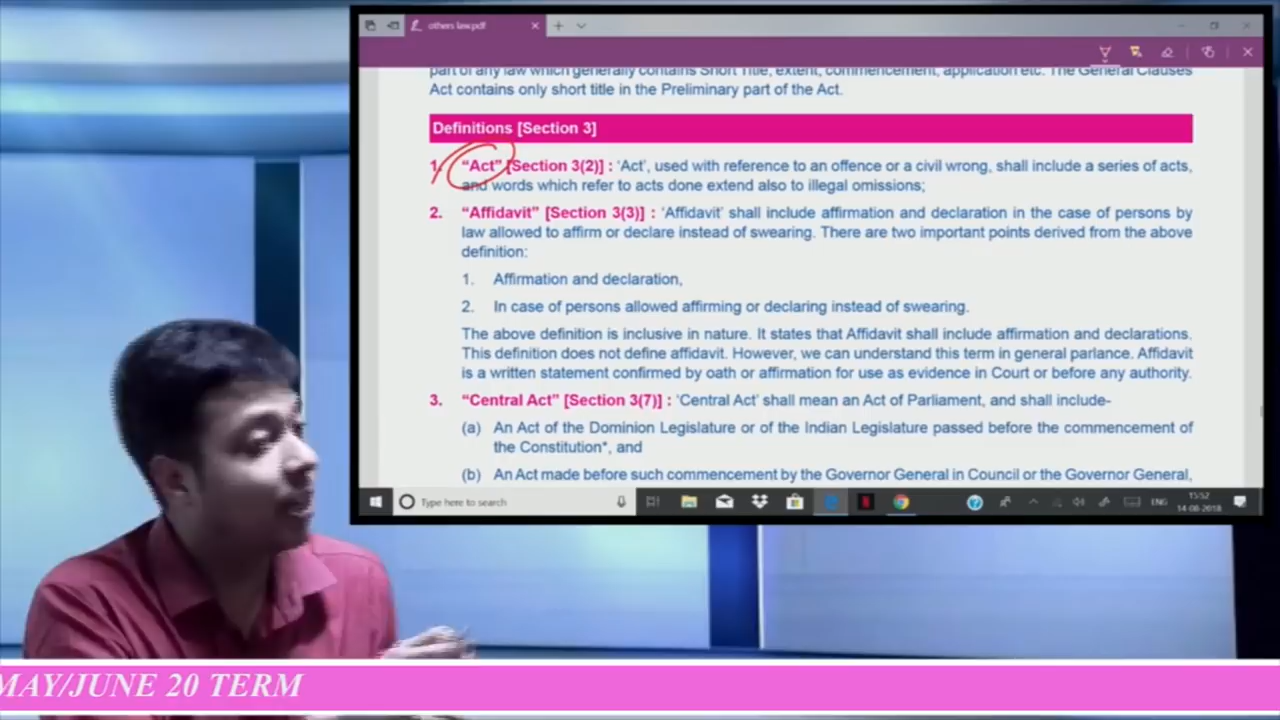 others law.pdf
part of any law which generally contains Short Title, extent, commencement, application etc. The General Clauses
Act contains only short title in the Preliminary part of the Act.
Definitions [Section 3]
1. “Act” [Section 3(2)] : ‘Act’, used with reference to an offence or a civil wrong, shall include a series of acts,
and words which refer to acts done extend also to illegal omissions;
2. “Affidavit” [Section 3(3)] : ‘Affidavit’ shall include affirmation and declaration in the case of persons by
law allowed to affirm or declare instead of swearing. There are two important points derived from the above
definition:
1. Affirmation and declaration,
2. In case of persons allowed affirming or declaring instead of swearing.
The above definition is inclusive in nature. It states that Affidavit shall include affirmation and declarations.
This definition does not define affidavit. However, we can understand this term in general parlance. Affidavit
is a written statement confirmed by oath or affirmation for use as evidence in Court or before any authority.
3. “Central Act” [Section 3(7)] : ‘Central Act’ shall mean an Act of Parliament, and shall include-
(a) An Act of the Dominion Legislature or of the Indian Legislature passed before the commencement of
the Constitution*, and
(b) An Act made before such commencement by the Governor General in Council or the Governor General,
Type here to search
ENG
15:52
14-08-2018
MAY/JUNE 20 TERM